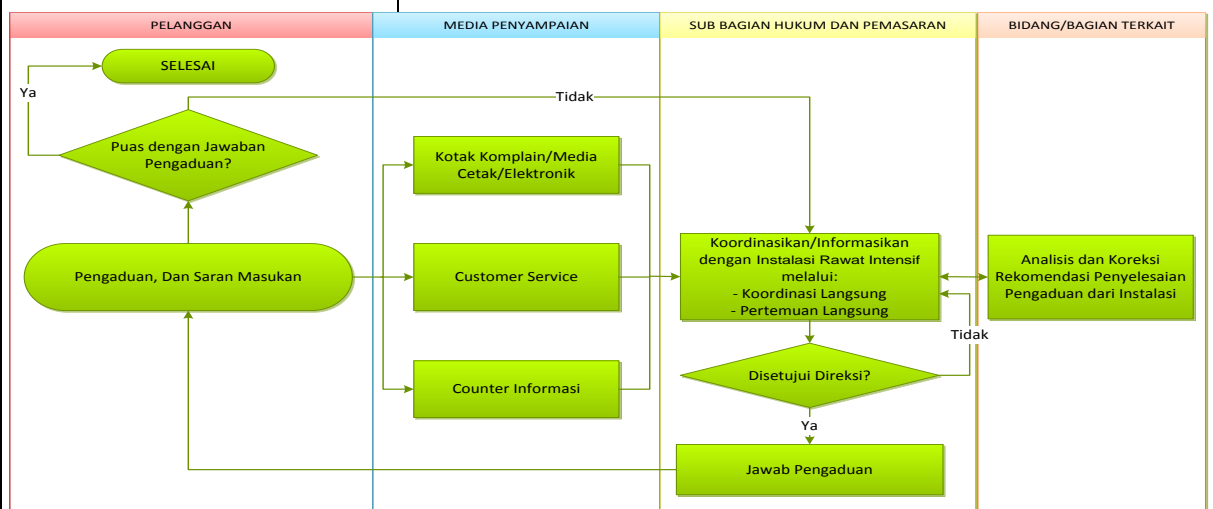 PELANGGAN
MEDIA PENYAMPAIAN
SUB BAGIAN HUKUM DAN PEMASARAN
BIDANG/BAGIAN TERKAIT
SELESAI
Ya
Tidak
Puas dengan Jawaban
Pengaduan?
Kotak Komplain/Media
Cetak/Elektronik
Pengaduan, Dan Saran Masukan
Customer Service
Koordinasikan/Informasikan
dengan Instalasi Rawat Intensif
melalui:
- Koordinasi Langsung
- Pertemuan Langsung
Analisis dan Koreksi
Rekomendasi Penyelesaian
Pengaduan dari Instalasi
Tidak
Counter Informasi
Disetujui Direksi?
Ya
Jawab Pengaduan